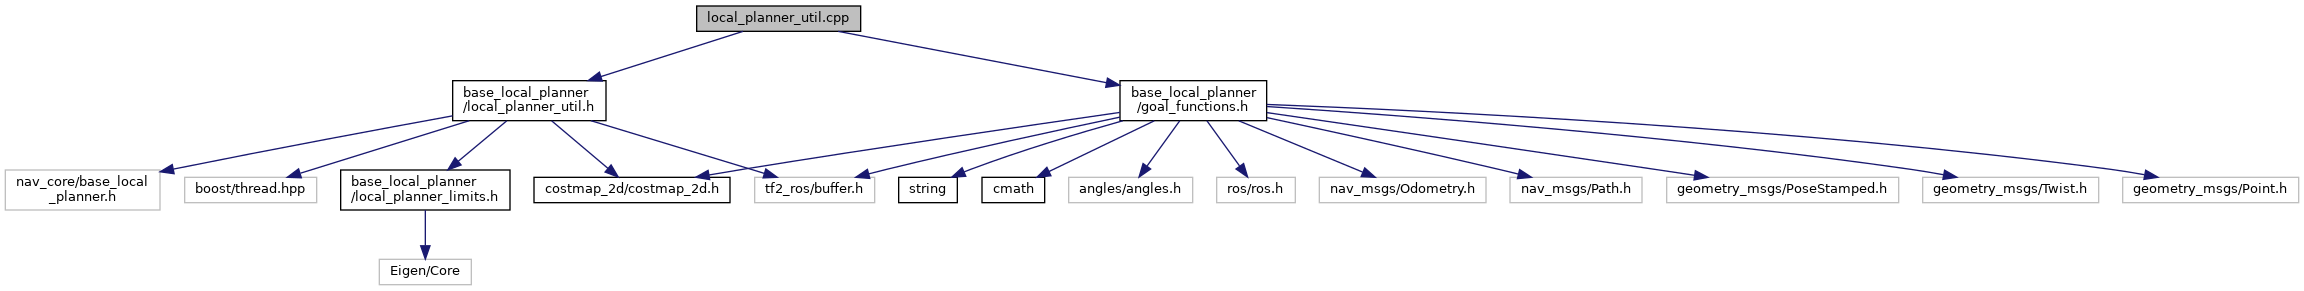 local_planner_util.cpp
base_local_planner
/local_planner_util.h
base_local_planner
/goal_functions.h
nav_core/base_local
_planner.h
boost/thread.hpp
base_local_planner
/local_planner_limits.h
costmap_2d/costmap_2d.h
tf2_ros/buffer.h
string
cmath
angles/angles.h
ros/ros.h
nav_msgs/Odometry.h
nav_msgs/Path.h
geometry_msgs/PoseStamped.h
geometry_msgs/Twist.h
geometry_msgs/Point.h
Eigen/Core